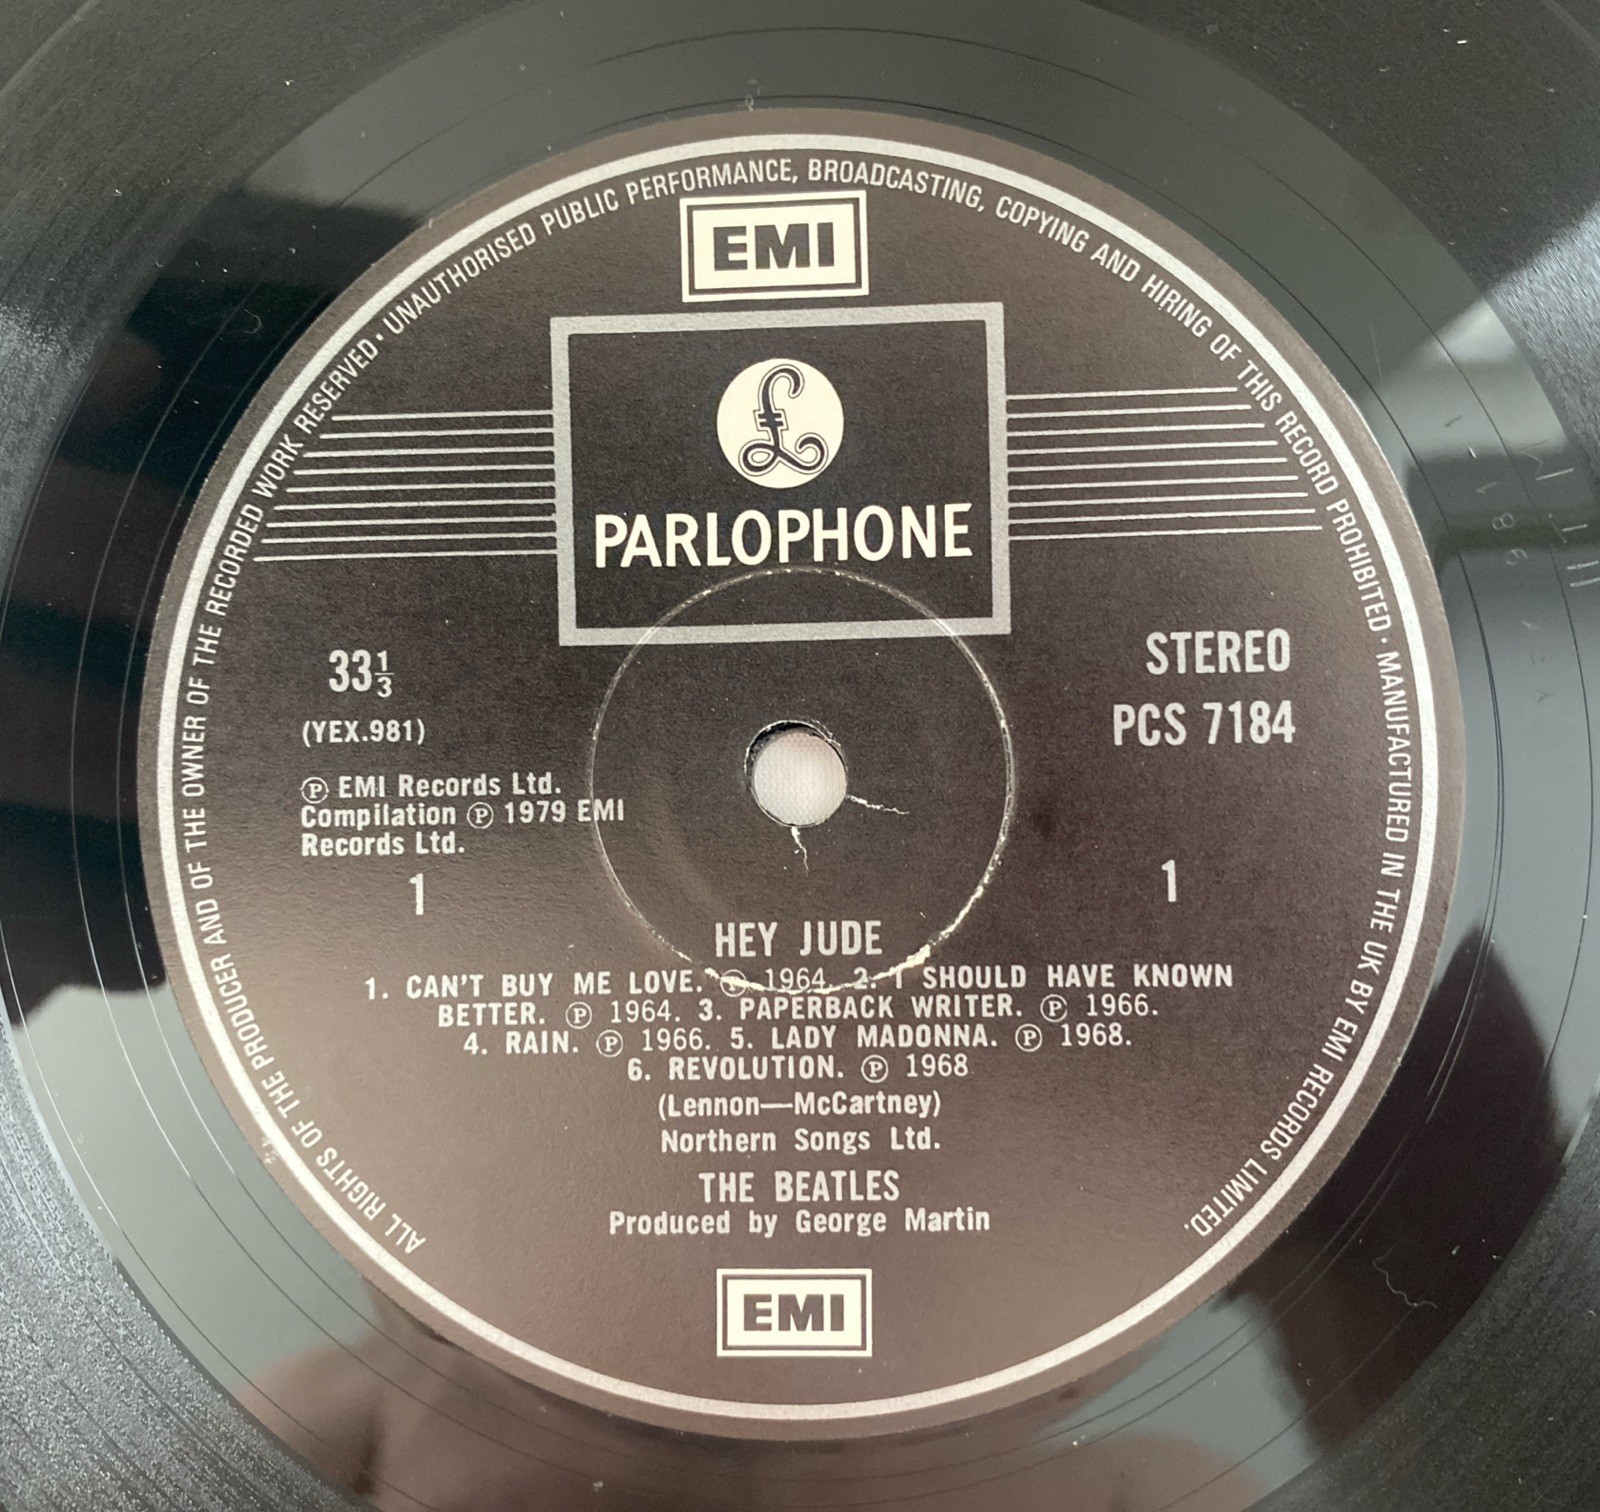 ALL RIGHTS OF THE PRODUCER AND OF THE OWNER OF THE RECORDED WORK RESERVED · UNAUTHORISED PUBLIC PERFORMANCE, BROADCASTING, COPYING AND HIRING OF THIS RECORD PROHIBITED · MANUFACTURED IN THE UK BY EMI RECORDS LIMITED.
EMI
£
PARLOPHONE
33⅓
STEREO
(YEX.981)
PCS 7184
℗ EMI Records Ltd.
Compilation ℗ 1979 EMI
Records Ltd.
1
1
HEY JUDE
1. CAN'T BUY ME LOVE. ℗ 1964. 2. I SHOULD HAVE KNOWN
BETTER. ℗ 1964. 3. PAPERBACK WRITER. ℗ 1966.
4. RAIN. ℗ 1966. 5. LADY MADONNA. ℗ 1968.
6. REVOLUTION. ℗ 1968
(Lennon—McCartney)
Northern Songs Ltd.
THE BEATLES
Produced by George Martin
EMI